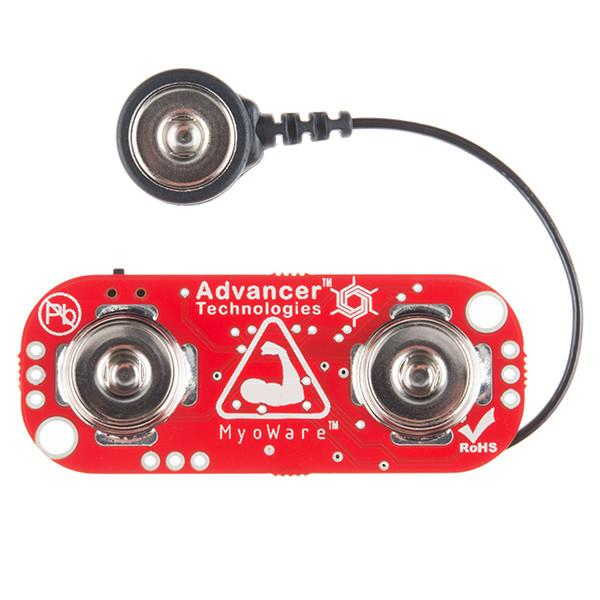 Pb
Advancer™
Technologies
MyoWare™
RoHS